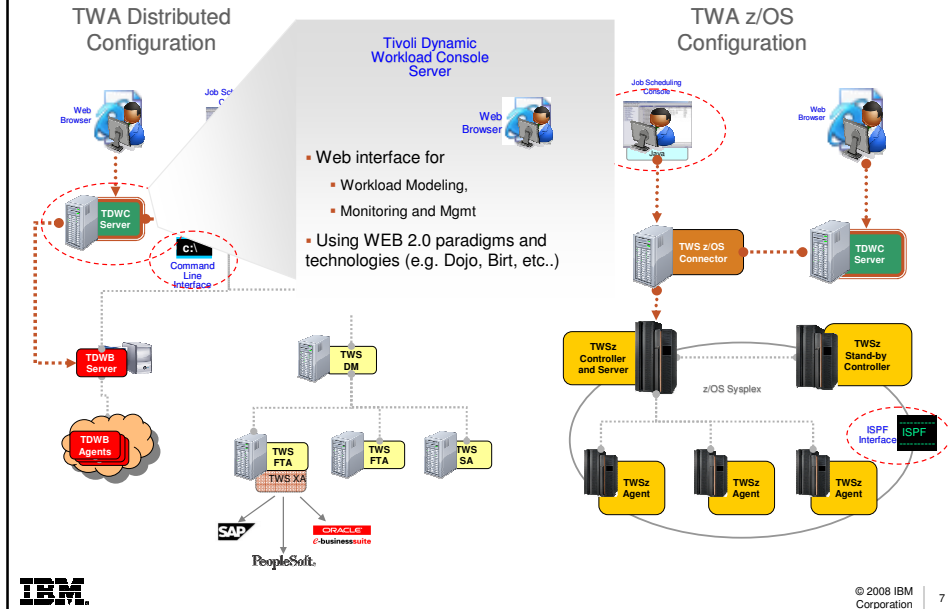 TWA Distributed
Configuration
TWA z/OS
Configuration
Tivoli Dynamic
Workload Console
Server
Web
Browser
▪ Web interface for
▪ Workload Modeling,
▪ Monitoring and Mgmt
▪ Using WEB 2.0 paradigms and
technologies (e.g. Dojo, Birt, etc..)
Web
Browser
Job Sch
TDWC
Server
c:\
Command
Line
Interface
TDWB
Server
TDWB
Agents
TWS
DM
TWS
FTA
TWS XA
TWS
FTA
TWS
SA
SAP
PeopleSoft.
ORACLE
e-businesssuite
Job Scheduling
Console
Java
Web
Browser
TWS z/OS
Connector
TDWC
Server
TWSz
Controller
and Server
TWSz
Stand-by
Controller
z/OS Sysplex
ISPF
Interface
ISPF
TWSz
Agent
TWSz
Agent
TWSz
Agent
IBM.
© 2008 IBM
Corporation
7